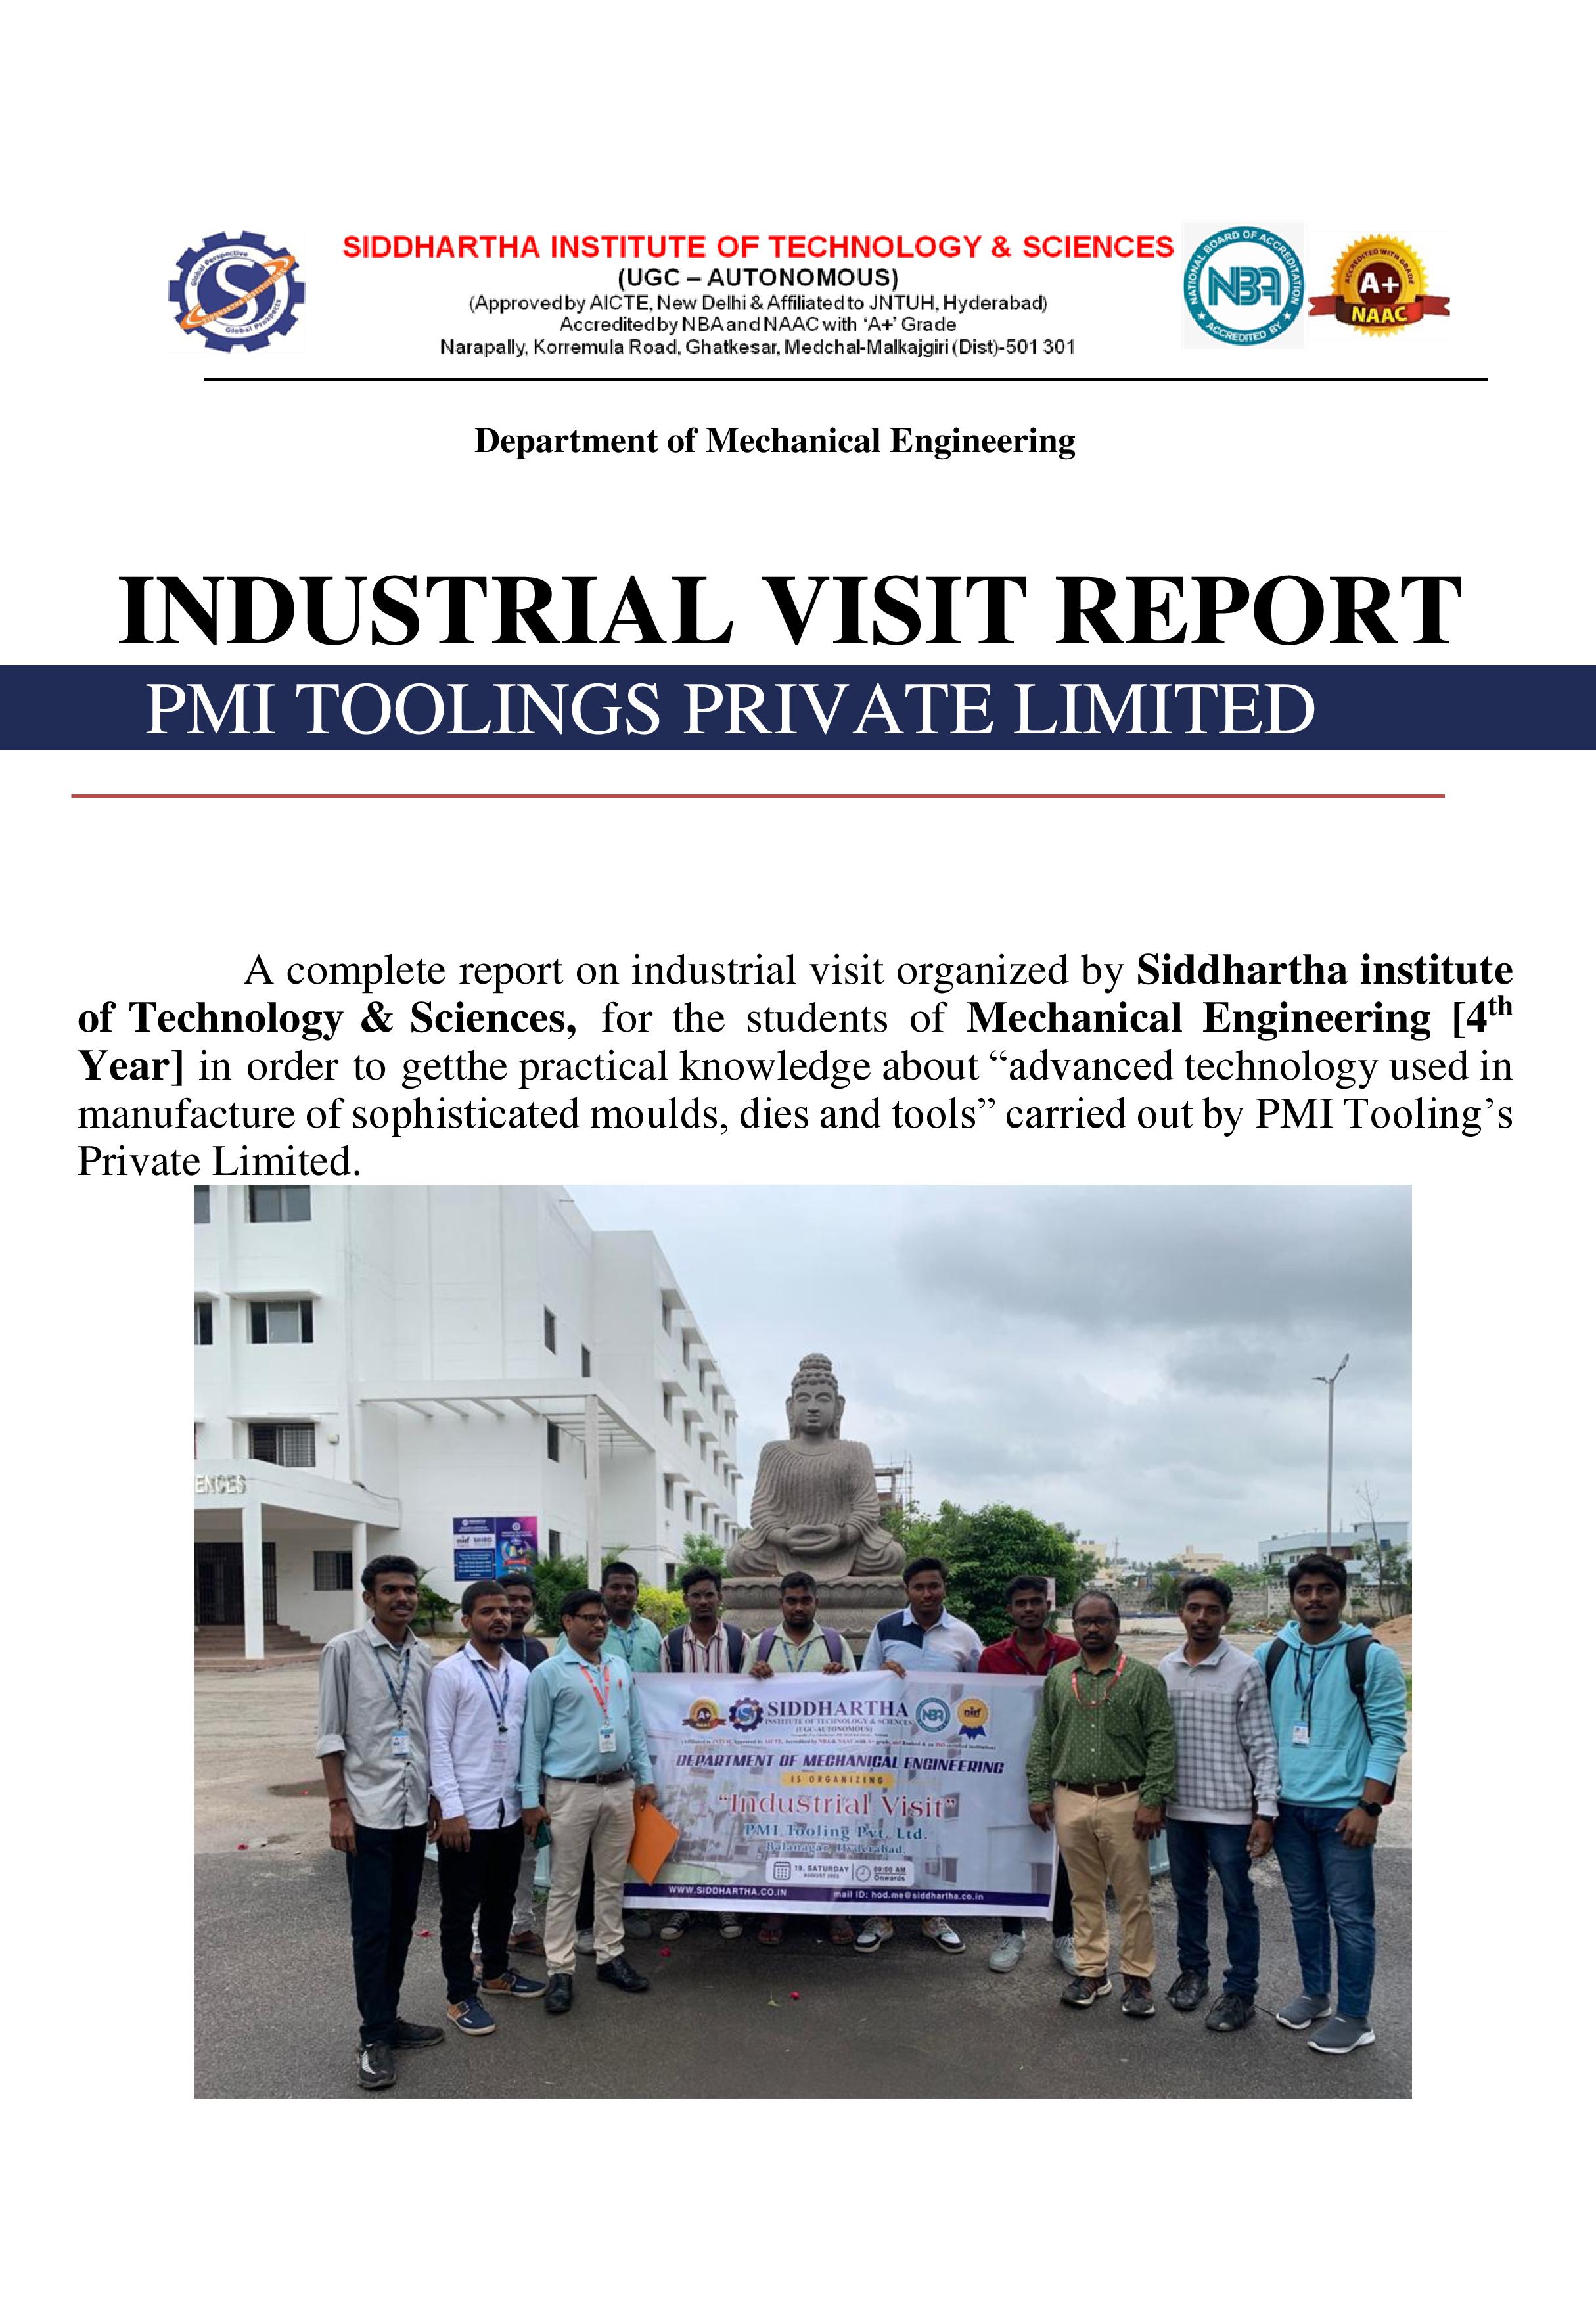 SIDDHARTHA INSTITUTE OF TECHNOLOGY & SCIENCES
(UGC – AUTONOMOUS)
(Approved by AICTE, New Delhi & Affiliated to JNTUH, Hyderabad)
Accredited by NBA and NAAC with ‘A+’ Grade
Narapally, Korremula Road, Ghatkesar, Medchal-Malkajgiri (Dist)-501 301
Global Perspective
S
Global Prospects
NATIONAL BOARD OF ACCREDITATION
NBA
ACCREDITED BY
ACCREDITED WITH GRADE
A+
NAAC
Department of Mechanical Engineering
INDUSTRIAL VISIT REPORT
PMI TOOLINGS PRIVATE LIMITED
A complete report on industrial visit organized by Siddhartha institute
of Technology & Sciences, for the students of Mechanical Engineering [4th
Year] in order to getthe practical knowledge about “advanced technology used in
manufacture of sophisticated moulds, dies and tools” carried out by PMI Tooling’s
Private Limited.
ENCES
A+
NAAC
SIDDHARTHA
INSTITUTE OF TECHNOLOGY & SCIENCES
(UGC-AUTONOMOUS)
NBA
nirf
DEPARTMENT OF MECHANICAL ENGINEERING
IS ORGANIZING
“Industrial Visit”
PMI Tooling Pvt. Ltd.
Balanagar, Hyderabad.
19, SATURDAY
AUGUST 2023
09:00 AM
Onwards
WWW.SIDDHARTHA.CO.IN
mail ID: hod.me@siddhartha.co.in